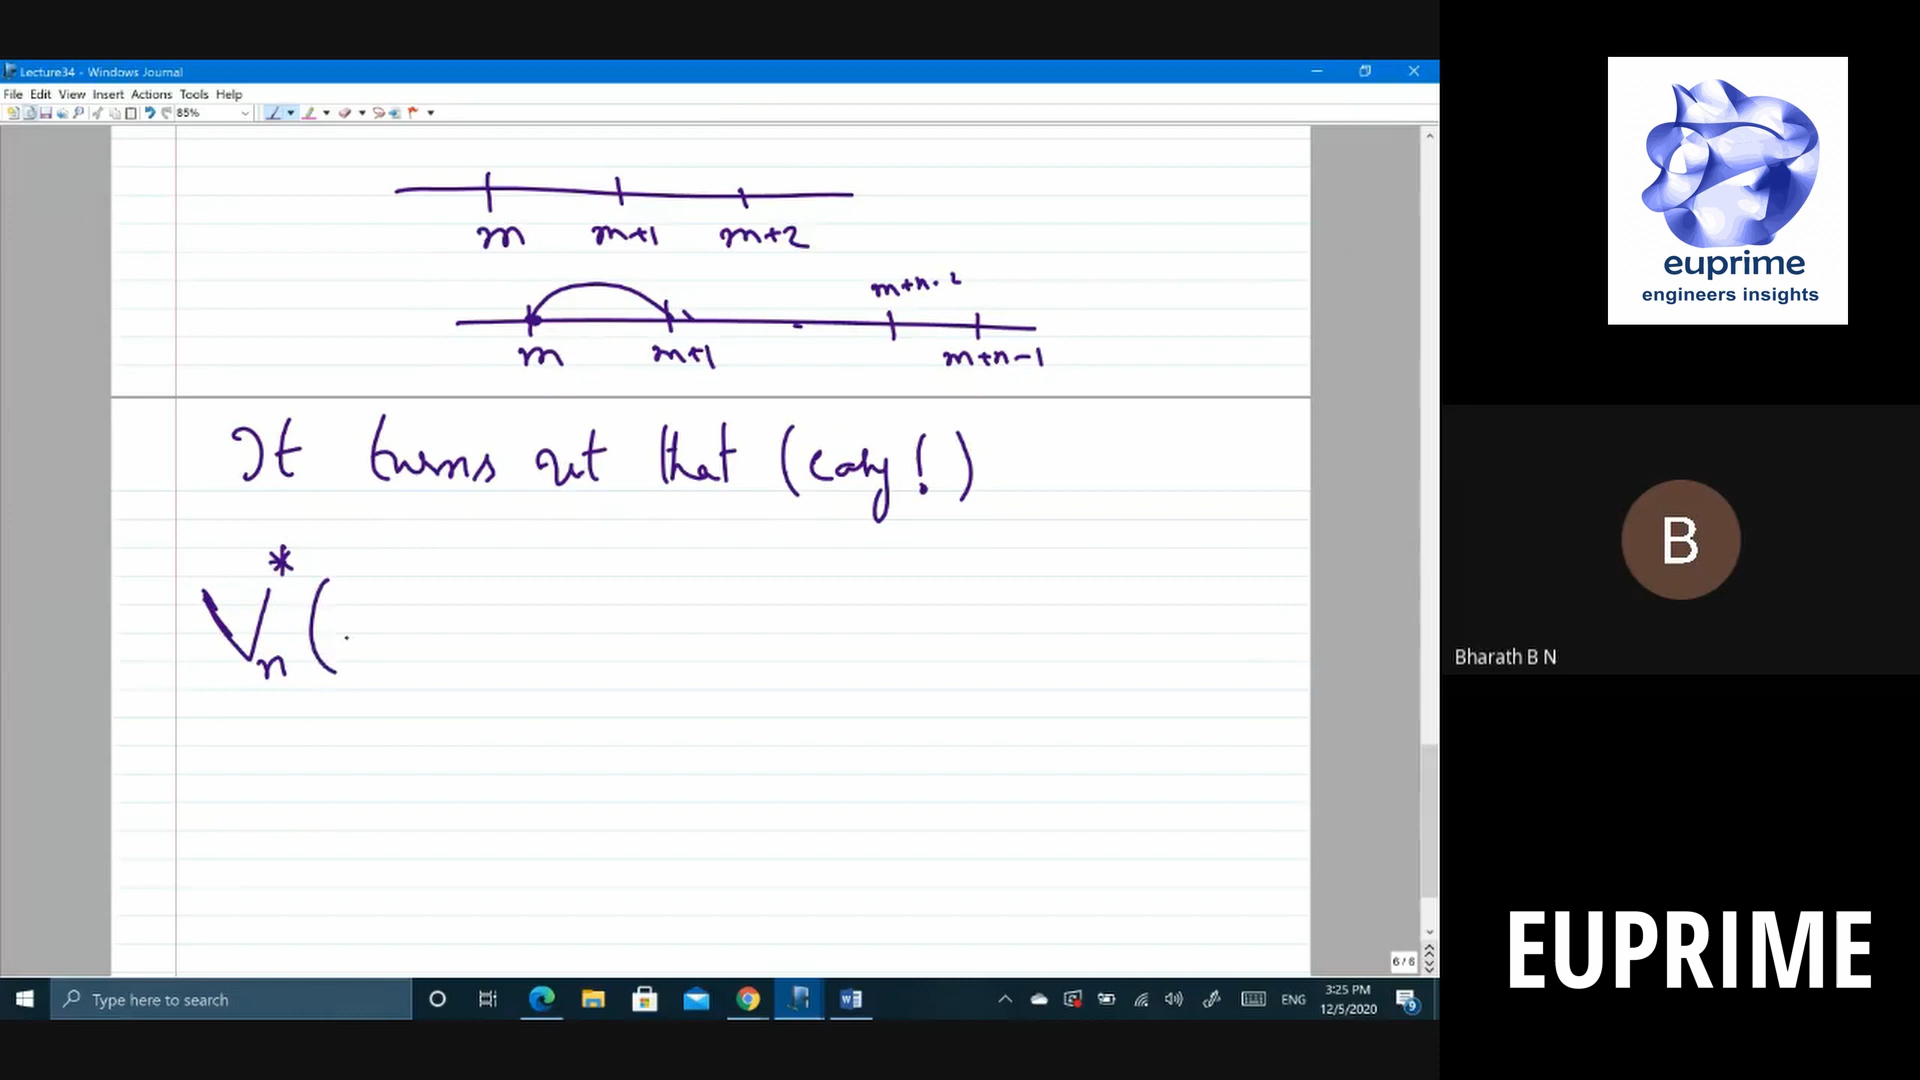 Lecture34 - Windows Journal
File Edit View Insert Actions Tools Help
85%
m m+1 m+2
m+n-2
m m+1 m+n-1
It turns out that (easy!)
V*n (
6 / 6
euprime
engineers insights
B
Bharath B N
EUPRIME
Type here to search
ENG
3:25 PM
12/5/2020
9